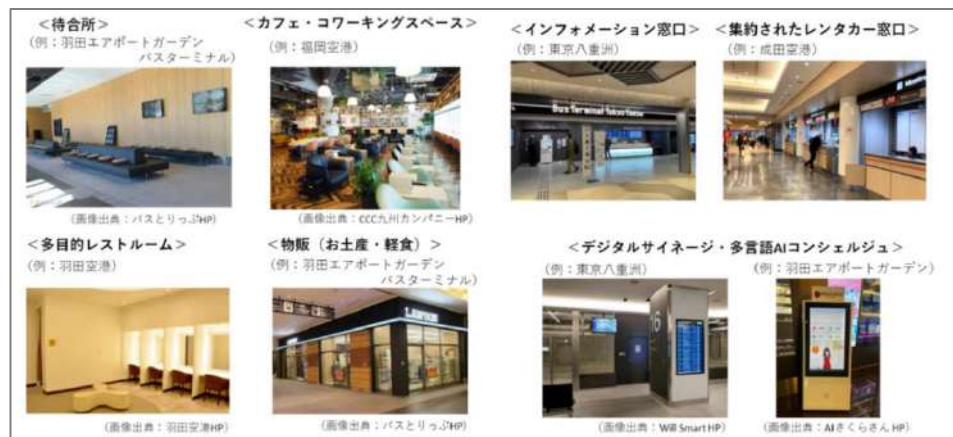 ＜待合所＞
（例：羽田エアポートガーデン
バスターミナル）
（画像出典：バスとりっぷHP）
＜カフェ・コワーキングスペース＞
（例：福岡空港）
（画像出典：CCC九州カンパニーHP）
＜インフォメーション窓口＞
（例：東京八重洲）
Bus Terminal Tokyo Yaesu
＜集約されたレンタカー窓口＞
（例：成田空港）
＜多目的レストルーム＞
（例：羽田空港）
（画像出典：羽田空港HP）
＜物販（お土産・軽食）＞
（例：羽田エアポートガーデン
バスターミナル）
LAWSON
（画像出典：バスとりっぷHP）
＜デジタルサイネージ・多言語AIコンシェルジュ＞
（例：東京八重洲）
16
（画像出典：Will Smart HP）
（例：羽田エアポートガーデン）
（画像出典：AIさくらさんHP）